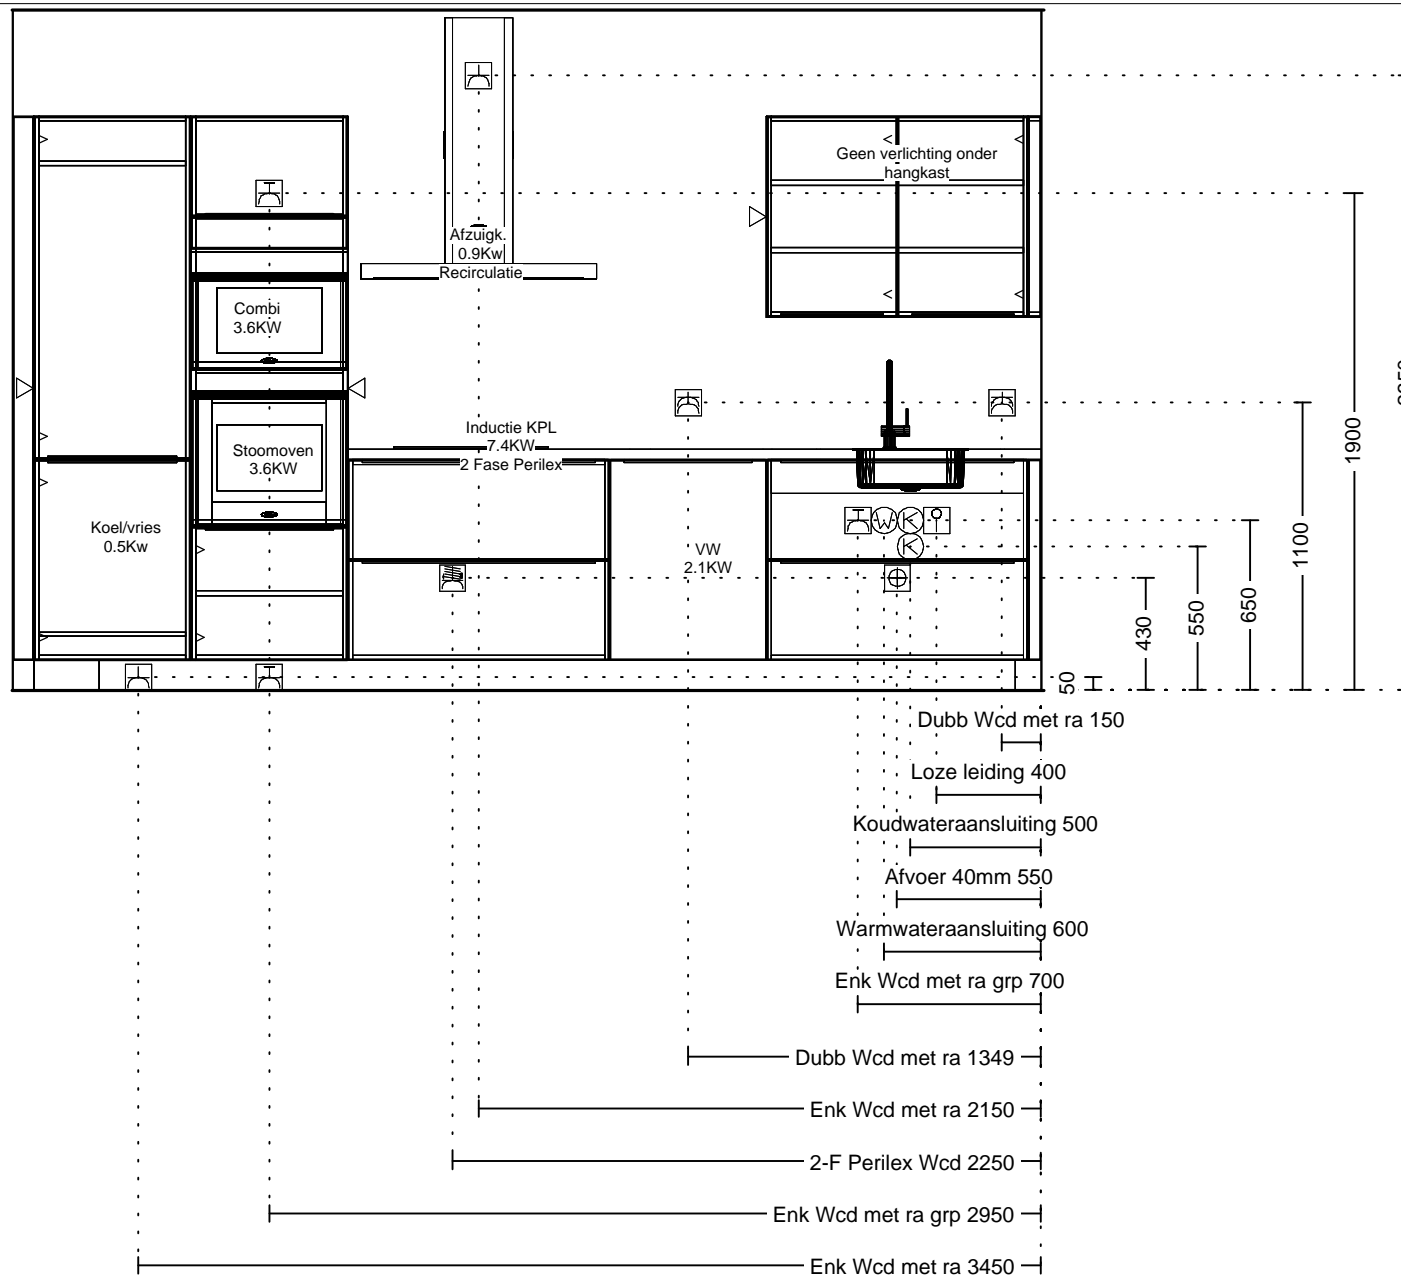 Geen verlichting onder
hangkast
Afzuigk.
0.9Kw
Recirculatie
Combi
3.6KW
Stoomoven
3.6KW
Inductie KPL
7.4KW
2 Fase Perilex
Koel/vries
0.5Kw
VW
2.1KW
W
K
K
50
430
550
650
1100
1900
Dubb Wcd met ra 150
Loze leiding 400
Koudwateraansluiting 500
Afvoer 40mm 550
Warmwateraansluiting 600
Enk Wcd met ra grp 700
Dubb Wcd met ra 1349
Enk Wcd met ra 2150
2-F Perilex Wcd 2250
Enk Wcd met ra grp 2950
Enk Wcd met ra 3450